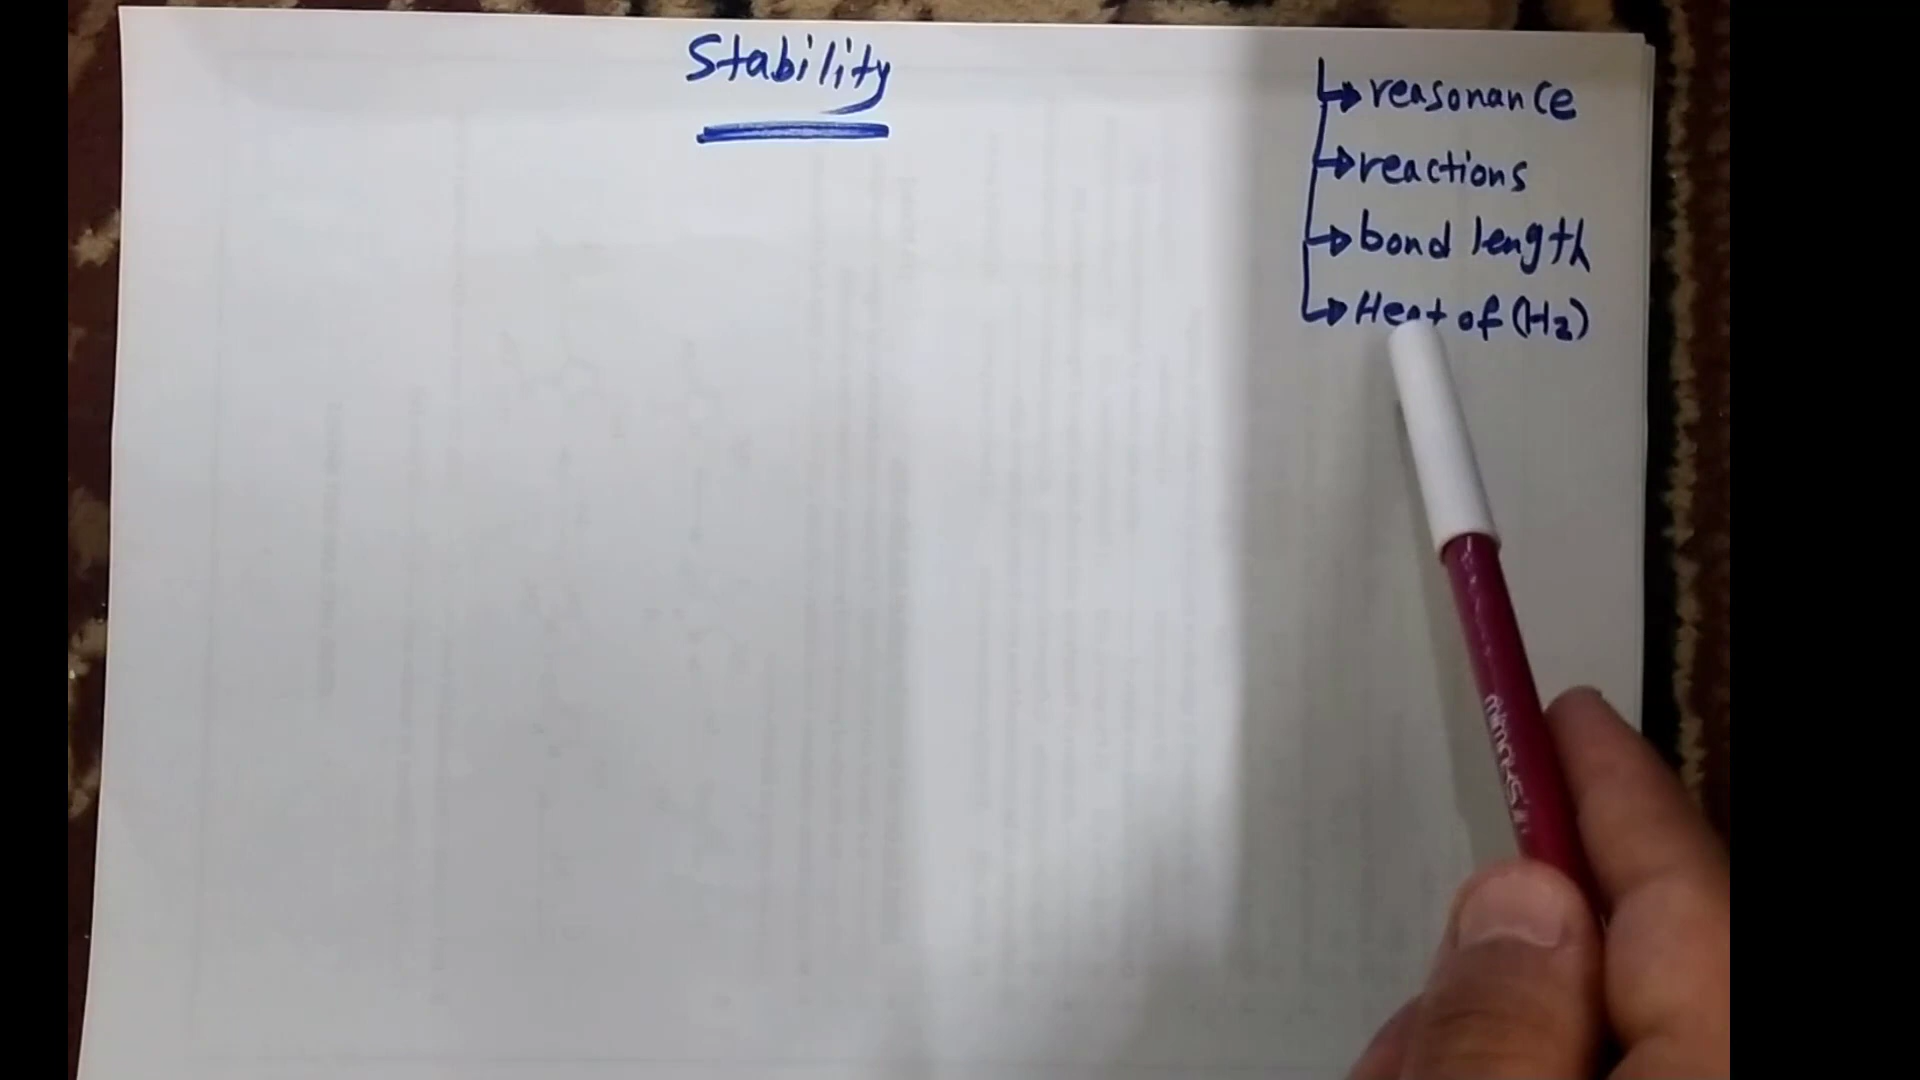 Stability
reasonance
reactions
bond length
Heat of (H2)